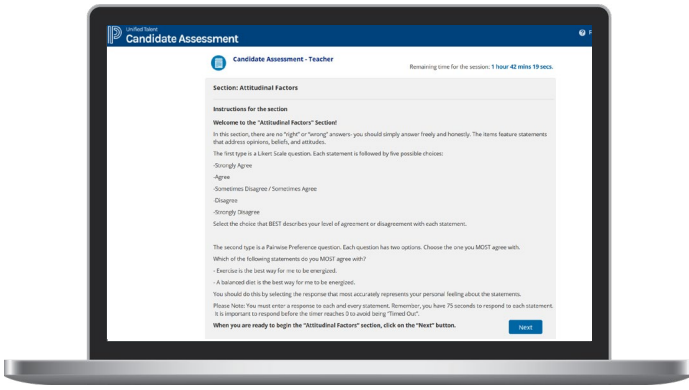 Unified Talent
Candidate Assessment
Candidate Assessment - Teacher
Remaining time for the session: 1 hour 42 mins 19 secs.
Section: Attitudinal Factors
Instructions for the section
Welcome to the "Attitudinal Factors" Section!
In this section, there are no "right" or "wrong" answers- you should simply answer freely and honestly. The items feature statements
that address opinions, beliefs, and attitudes.
The first type is a Likert Scale question. Each statement is followed by five possible choices:
-Strongly Agree
-Agree
-Sometimes Disagree / Sometimes Agree
-Disagree
-Strongly Disagree
Select the choice that BEST describes your level of agreement or disagreement with each statement.
The second type is a Pairwise Preference question. Each question has two options. Choose the one you MOST agree with.
Which of the following statements do you MOST agree with?
- Exercise is the best way for me to be energized.
- A balanced diet is the best way for me to be energized.
You should do this by selecting the response that most accurately represents your personal feeling about the statements.
Please Note: You must enter a response to each and every statement. Remember, you have 75 seconds to respond to each statement.
It is important to respond before the timer reaches 0 to avoid being "Timed Out".
When you are ready to begin the "Attitudinal Factors" section, click on the "Next" button.
Next